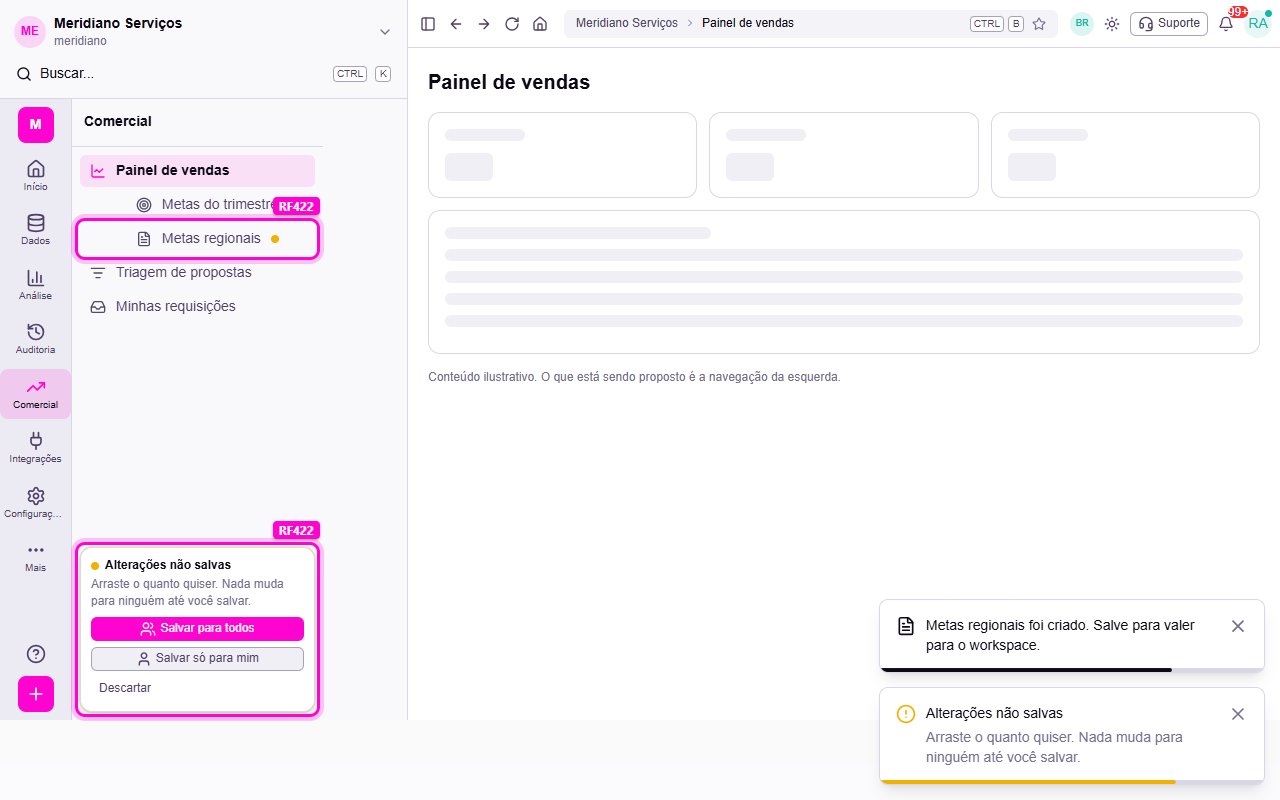 ME
Meridiano Serviços
meridiano
Buscar...
CTRL K
Meridiano Serviços > Painel de vendas
CTRL B
BR
Suporte
99+
RA
M
Início
Dados
Análise
Auditoria
Comercial
Integrações
Configuraç...
Mais
Comercial
Painel de vendas
Metas do trimestre
RF422
Metas regionais
Triagem de propostas
Minhas requisições
RF422
Alterações não salvas
Arraste o quanto quiser. Nada muda
para ninguém até você salvar.
Salvar para todos
Salvar só para mim
Descartar
Painel de vendas
Conteúdo ilustrativo. O que está sendo proposto é a navegação da esquerda.
Metas regionais foi criado. Salve para valer
para o workspace.
Alterações não salvas
Arraste o quanto quiser. Nada muda para
ninguém até você salvar.